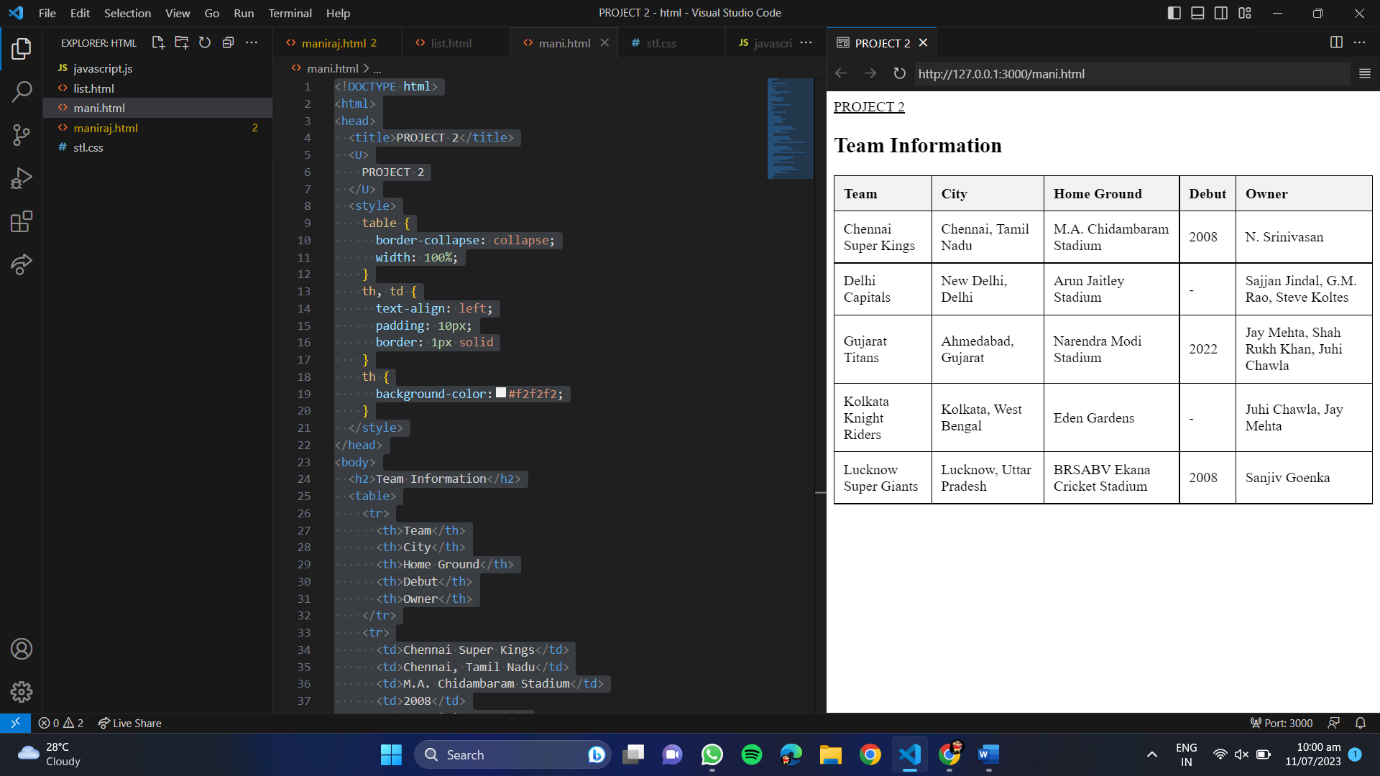 File Edit Selection View Go Run Terminal Help
PROJECT 2 - html - Visual Studio Code
EXPLORER: HTML
JS javascript.js
list.html
mani.html
maniraj.html 2
# stl.css
maniraj.html 2
list.html
mani.html
# stl.css
JS javascri
mani.html > ...
1 <!DOCTYPE html>
2 <html>
3 <head>
4 <title>PROJECT 2</title>
5 <U>
6 PROJECT 2
7 </U>
8 <style>
9 table {
10 border-collapse: collapse;
11 width: 100%;
12 }
13 th, td {
14 text-align: left;
15 padding: 10px;
16 border: 1px solid
17 }
18 th {
19 background-color: #f2f2f2;
20 }
21 </style>
22 </head>
23 <body>
24 <h2>Team Information</h2>
25 <table>
26 <tr>
27 <th>Team</th>
28 <th>City</th>
29 <th>Home Ground</th>
30 <th>Debut</th>
31 <th>Owner</th>
32 </tr>
33 <tr>
34 <td>Chennai Super Kings</td>
35 <td>Chennai, Tamil Nadu</td>
36 <td>M.A. Chidambaram Stadium</td>
37 <td>2008</td>
PROJECT 2
http://127.0.0.1:3000/mani.html
PROJECT 2
Team Information
Team City Home Ground Debut Owner
Chennai
Super Kings
Chennai, Tamil
Nadu
M.A. Chidambaram
Stadium
2008
N. Srinivasan
Delhi
Capitals
New Delhi,
Delhi
Arun Jaitley
Stadium
-
Sajjan Jindal, G.M.
Rao, Steve Koltes
Gujarat
Titans
Ahmedabad,
Gujarat
Narendra Modi
Stadium
2022
Jay Mehta, Shah
Rukh Khan, Juhi
Chawla
Kolkata
Knight
Riders
Kolkata, West
Bengal
Eden Gardens
-
Juhi Chawla, Jay
Mehta
Lucknow
Super Giants
Lucknow, Uttar
Pradesh
BRSABV Ekana
Cricket Stadium
2008
Sanjiv Goenka
0 2 Live Share
Port: 3000
28°C
Cloudy
Search
ENG
IN
10:00 am
11/07/2023
1